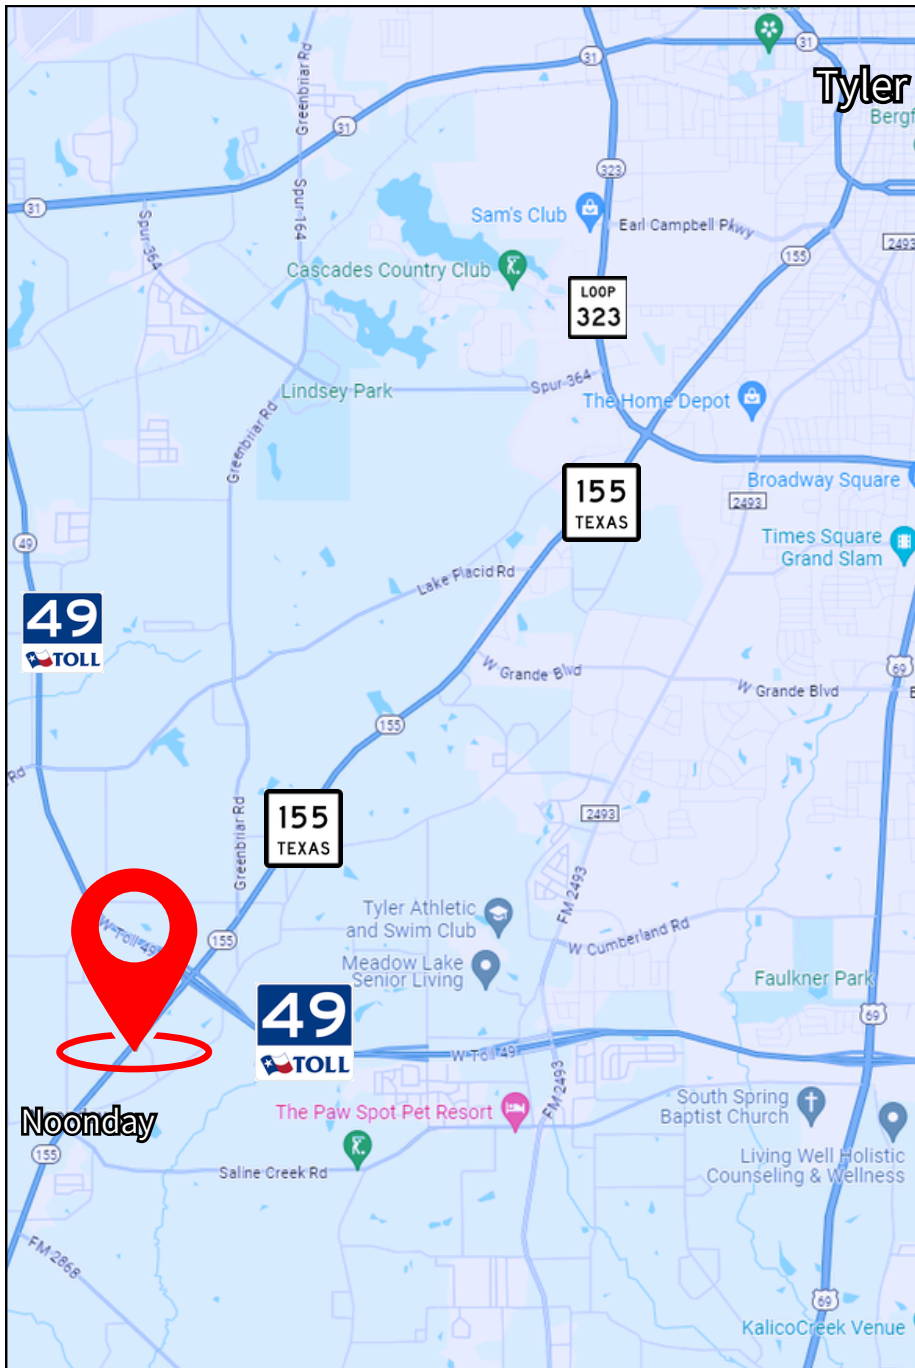 31
31
Tyler
Greenbriar Rd
31
323
Spur 164
31
Sam's Club
Earl Campbell Pkwy
Spur 364
2493
155
Cascades Country Club
LOOP
323
Spur 364
Lindsey Park
The Home Depot
Greenbriar Rd
155
TEXAS
Broadway Square
2493
49
Times Square
Grand Slam
Lake Placid Rd
49
TOLL
W Grande Blvd
69
W Grande Blvd
155
Rd
155
TEXAS
2493
Greenbriar Rd
FM 2493
Tyler Athletic
and Swim Club
W Toll 49
155
W Cumberland Rd
Meadow Lake
Senior Living
Faulkner Park
49
TOLL
69
W Toll 49
FM 2493
South Spring
Baptist Church
The Paw Spot Pet Resort
Noonday
155
Living Well Holistic
Counseling & Wellness
Saline Creek Rd
FM 2868
69
KalicoCreek Venue